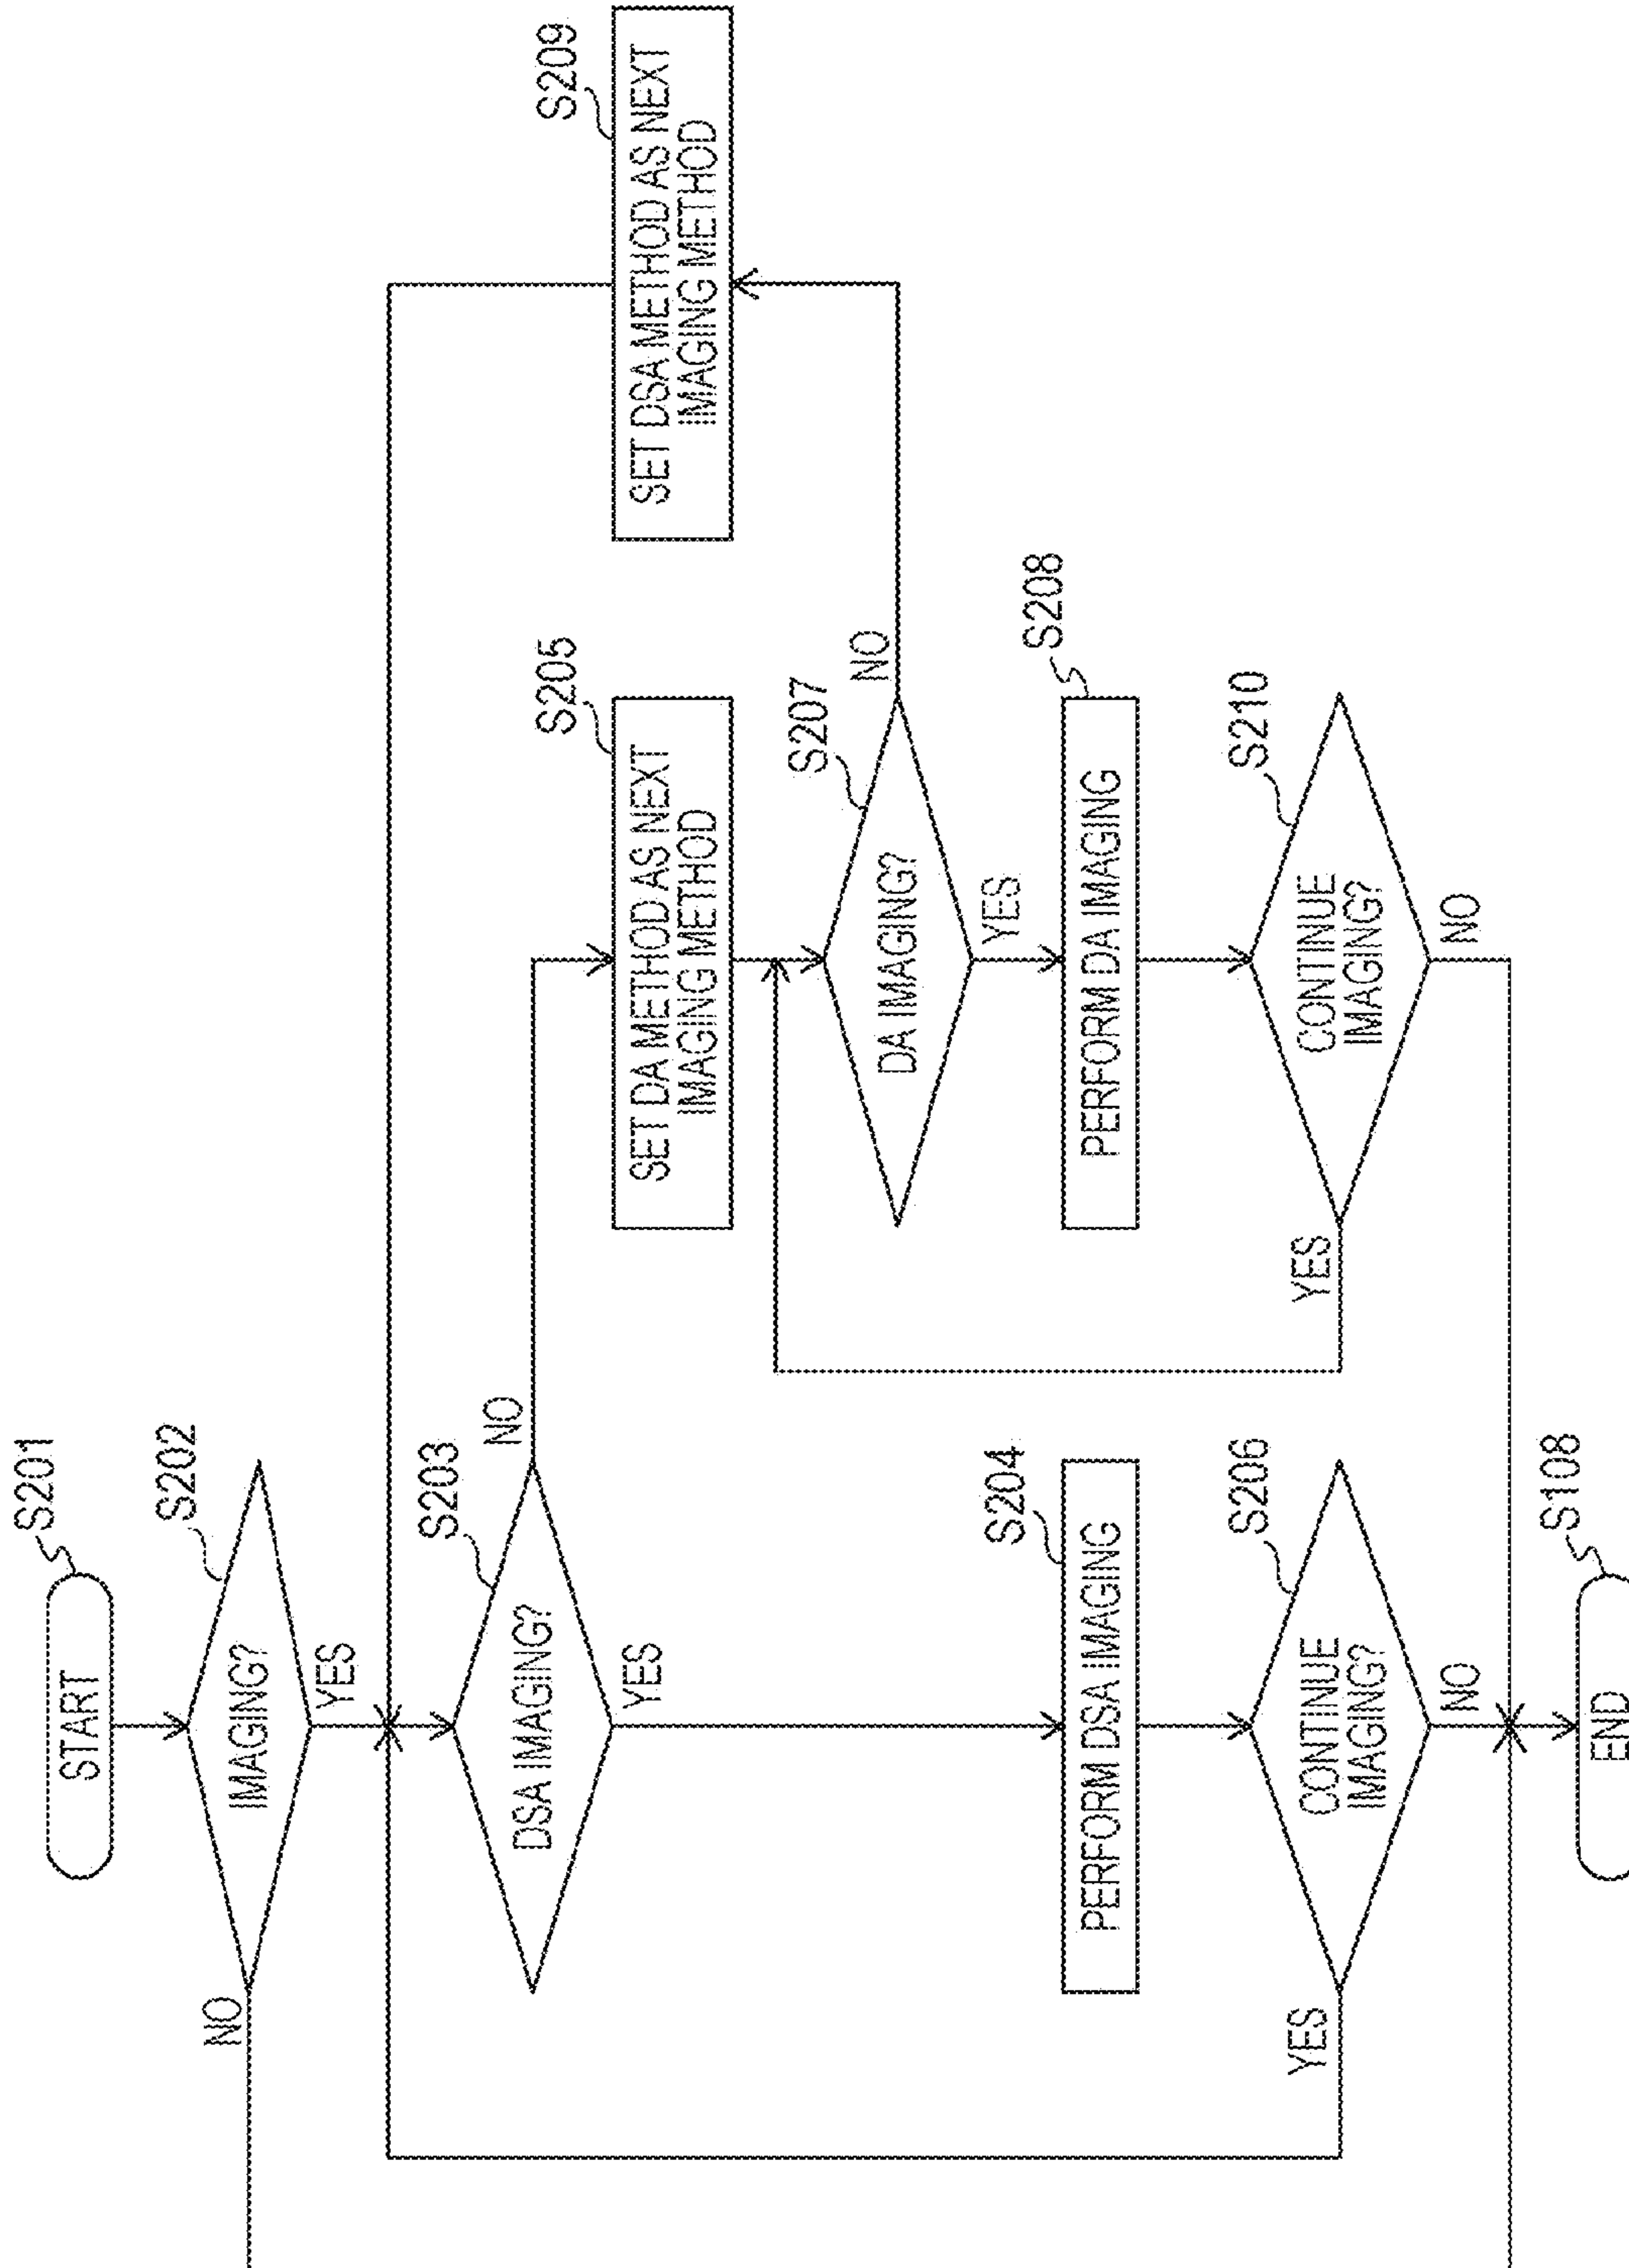 S201
START
S202
IMAGING?
NO
YES
S203
DSA IMAGING?
NO
YES
S205
SET DA METHOD AS NEXT
IMAGING METHOD
S209
SET DSA METHOD AS NEXT
IMAGING METHOD
S207
DA IMAGING?
NO
YES
S204
PERFORM DSA IMAGING
S208
PERFORM DA IMAGING
S206
CONTINUE
IMAGING?
YES
NO
S210
CONTINUE
IMAGING?
YES
NO
S108
END